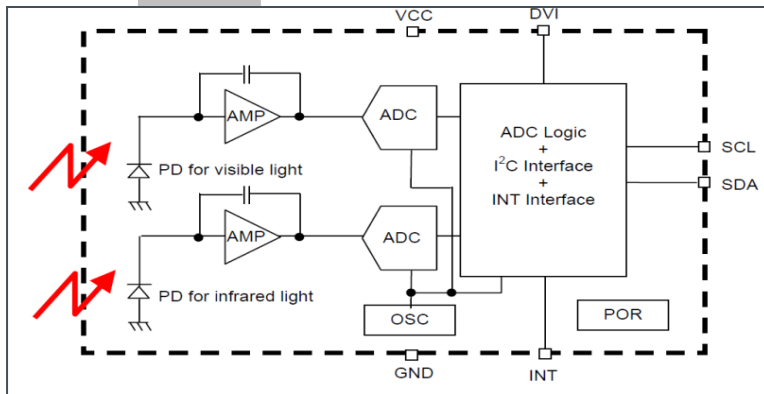 VCC
DVI
AMP
ADC
ADC Logic
+
I²C Interface
+
INT Interface
SCL
SDA
PD for visible light
AMP
ADC
PD for infrared light
OSC
POR
GND
INT